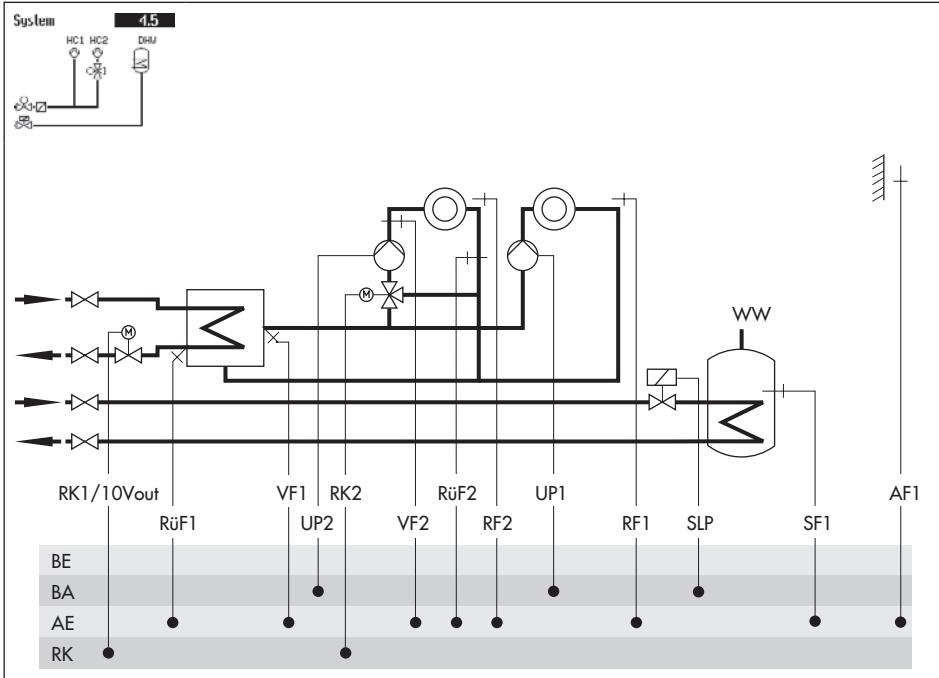 System 4.5
HC1 HC2 DHW
WW
M
M
RK1/10Vout VF1 RK2 RüF2 UP1 AF1
RüF1 UP2 VF2 RF2 RF1 SLP SF1
BE
BA
AE
RK